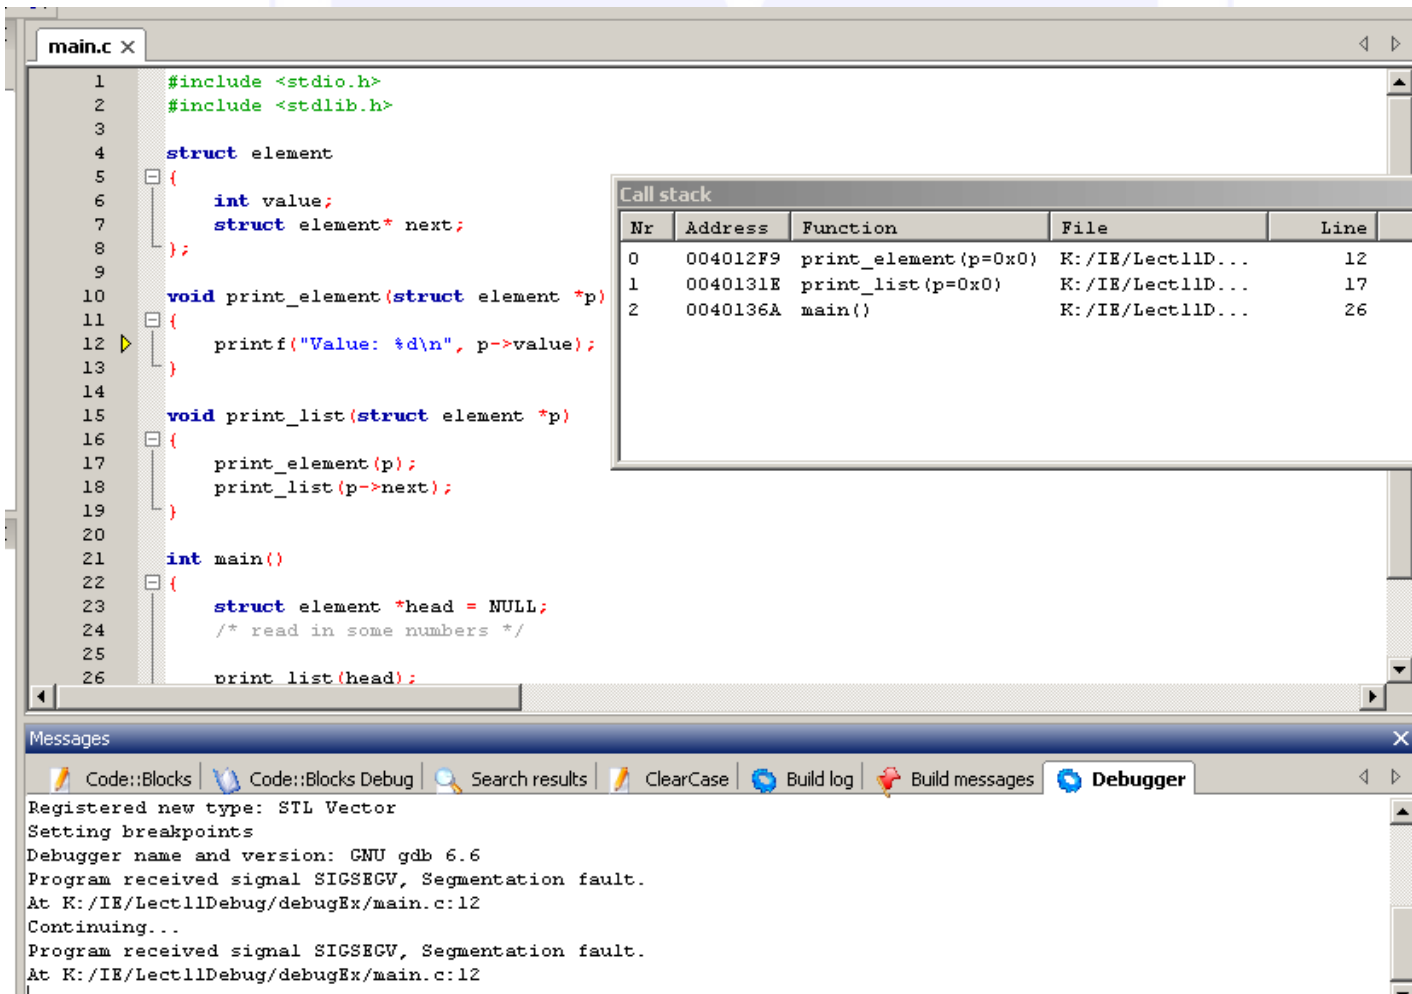 main.c
1 #include <stdio.h>
2 #include <stdlib.h>
3
4 struct element
5 {
6 int value;
7 struct element* next;
8 };
9
10 void print_element(struct element *p)
11 {
12 printf("Value: %d\n", p->value);
13 }
14
15 void print_list(struct element *p)
16 {
17 print_element(p);
18 print_list(p->next);
19 }
20
21 int main()
22 {
23 struct element *head = NULL;
24 /* read in some numbers */
25
26 print_list(head);
Call stack
Nr Address Function File Line
0 004012F9 print_element(p=0x0) K:/IE/Lect11D... 12
1 0040131E print_list(p=0x0) K:/IE/Lect11D... 17
2 0040136A main() K:/IE/Lect11D... 26
Messages
Code::Blocks Code::Blocks Debug Search results ClearCase Build log Build messages Debugger
Registered new type: STL Vector
Setting breakpoints
Debugger name and version: GNU gdb 6.6
Program received signal SIGSEGV, Segmentation fault.
At K:/IE/Lect11Debug/debugEx/main.c:12
Continuing...
Program received signal SIGSEGV, Segmentation fault.
At K:/IE/Lect11Debug/debugEx/main.c:12